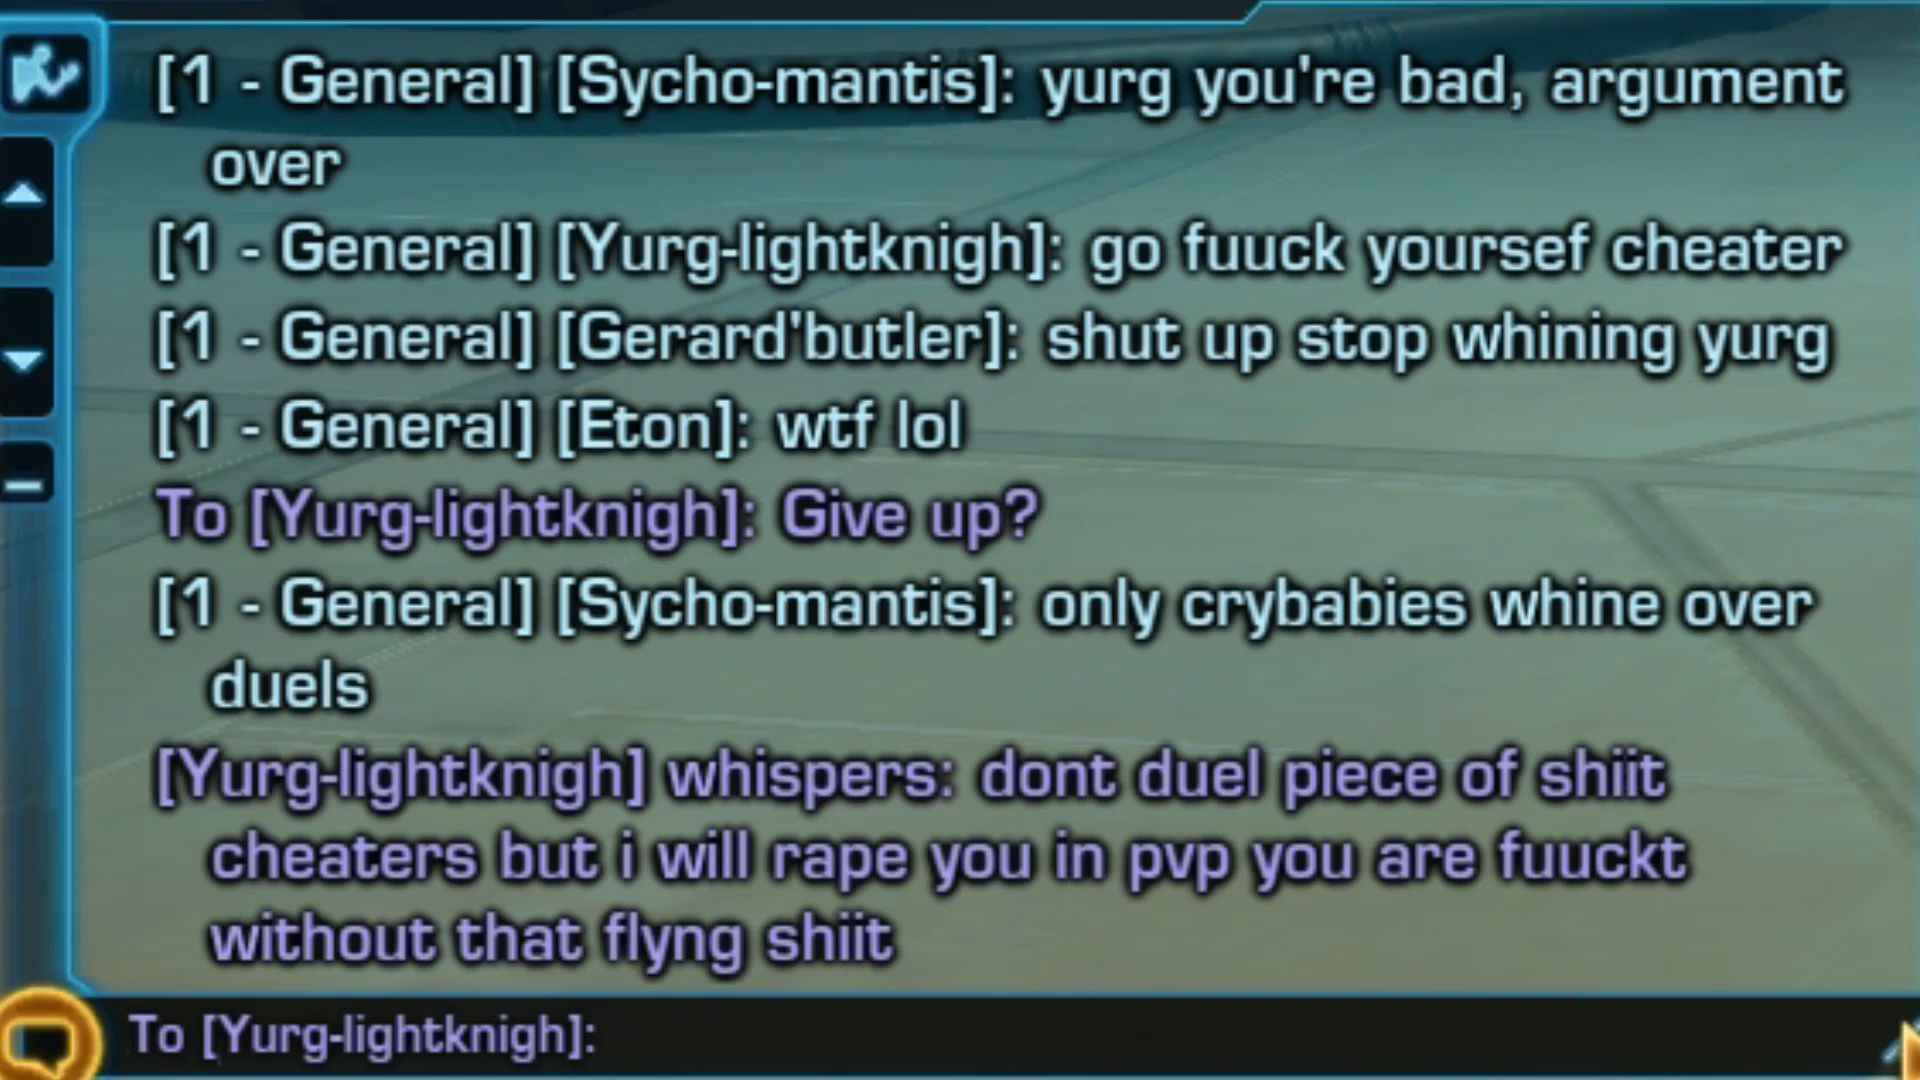 [1 - General] [Sycho-mantis]: yurg you're bad, argument
over
[1 - General] [Yurg-lightknigh]: go fuuck yoursef cheater
[1 - General] [Gerard'butler]: shut up stop whining yurg
[1 - General] [Eton]: wtf lol
To [Yurg-lightknigh]: Give up?
[1 - General] [Sycho-mantis]: only crybabies whine over
duels
[Yurg-lightknigh] whispers: dont duel piece of shiit
cheaters but i will rape you in pvp you are fuuckt
without that flyng shiit
To [Yurg-lightknigh]: